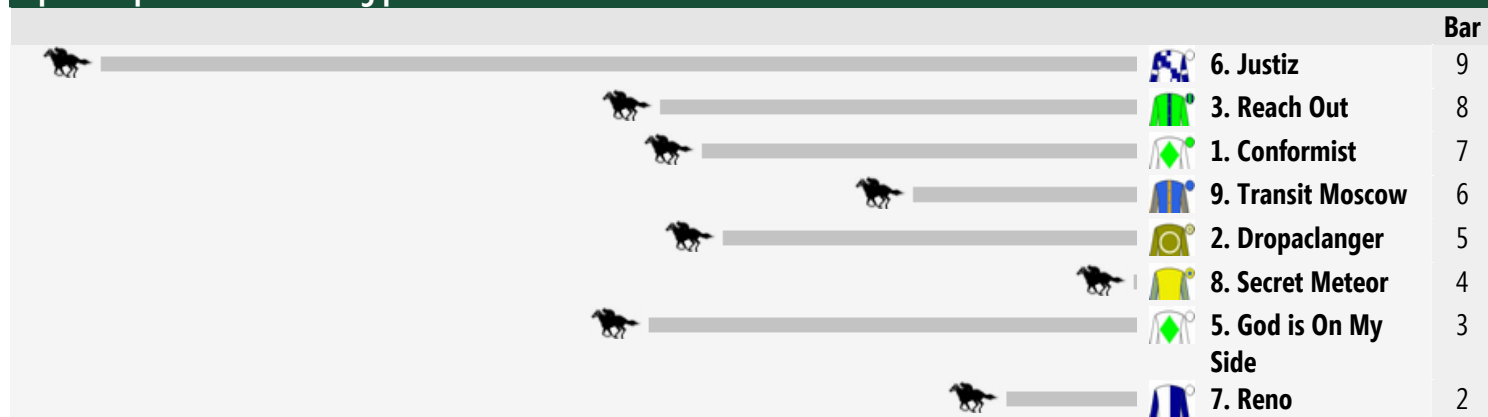 Bar
6. Justiz 9
3. Reach Out 8
1. Conformist 7
9. Transit Moscow 6
2. Dropaclanger 5
8. Secret Meteor 4
5. God is On My 3
Side
7. Reno 2